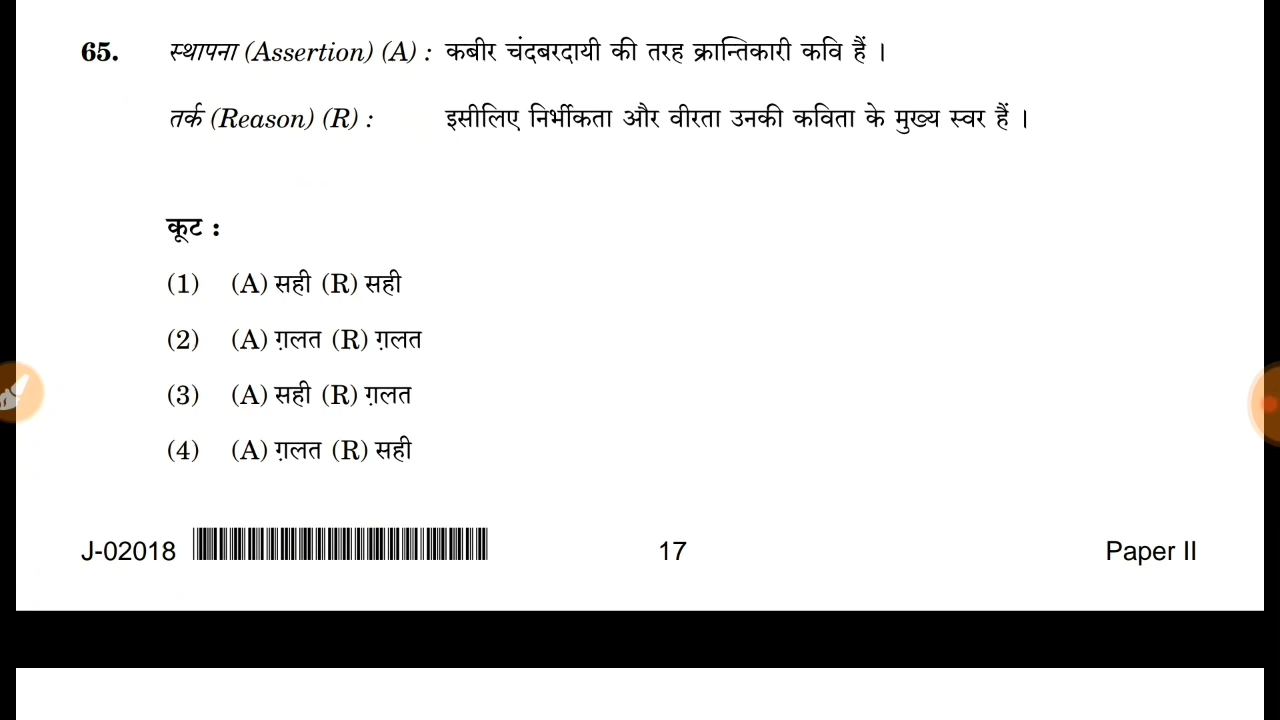 65. स्थापना (Assertion) (A) : कबीर चंदबरदायी की तरह क्रान्तिकारी कवि हैं ।
तर्क (Reason) (R) : इसीलिए निर्भीकता और वीरता उनकी कविता के मुख्य स्वर हैं ।
कूट :
(1) (A) सही (R) सही
(2) (A) ग़लत (R) ग़लत
(3) (A) सही (R) ग़लत
(4) (A) ग़लत (R) सही
J-02018 17 Paper II